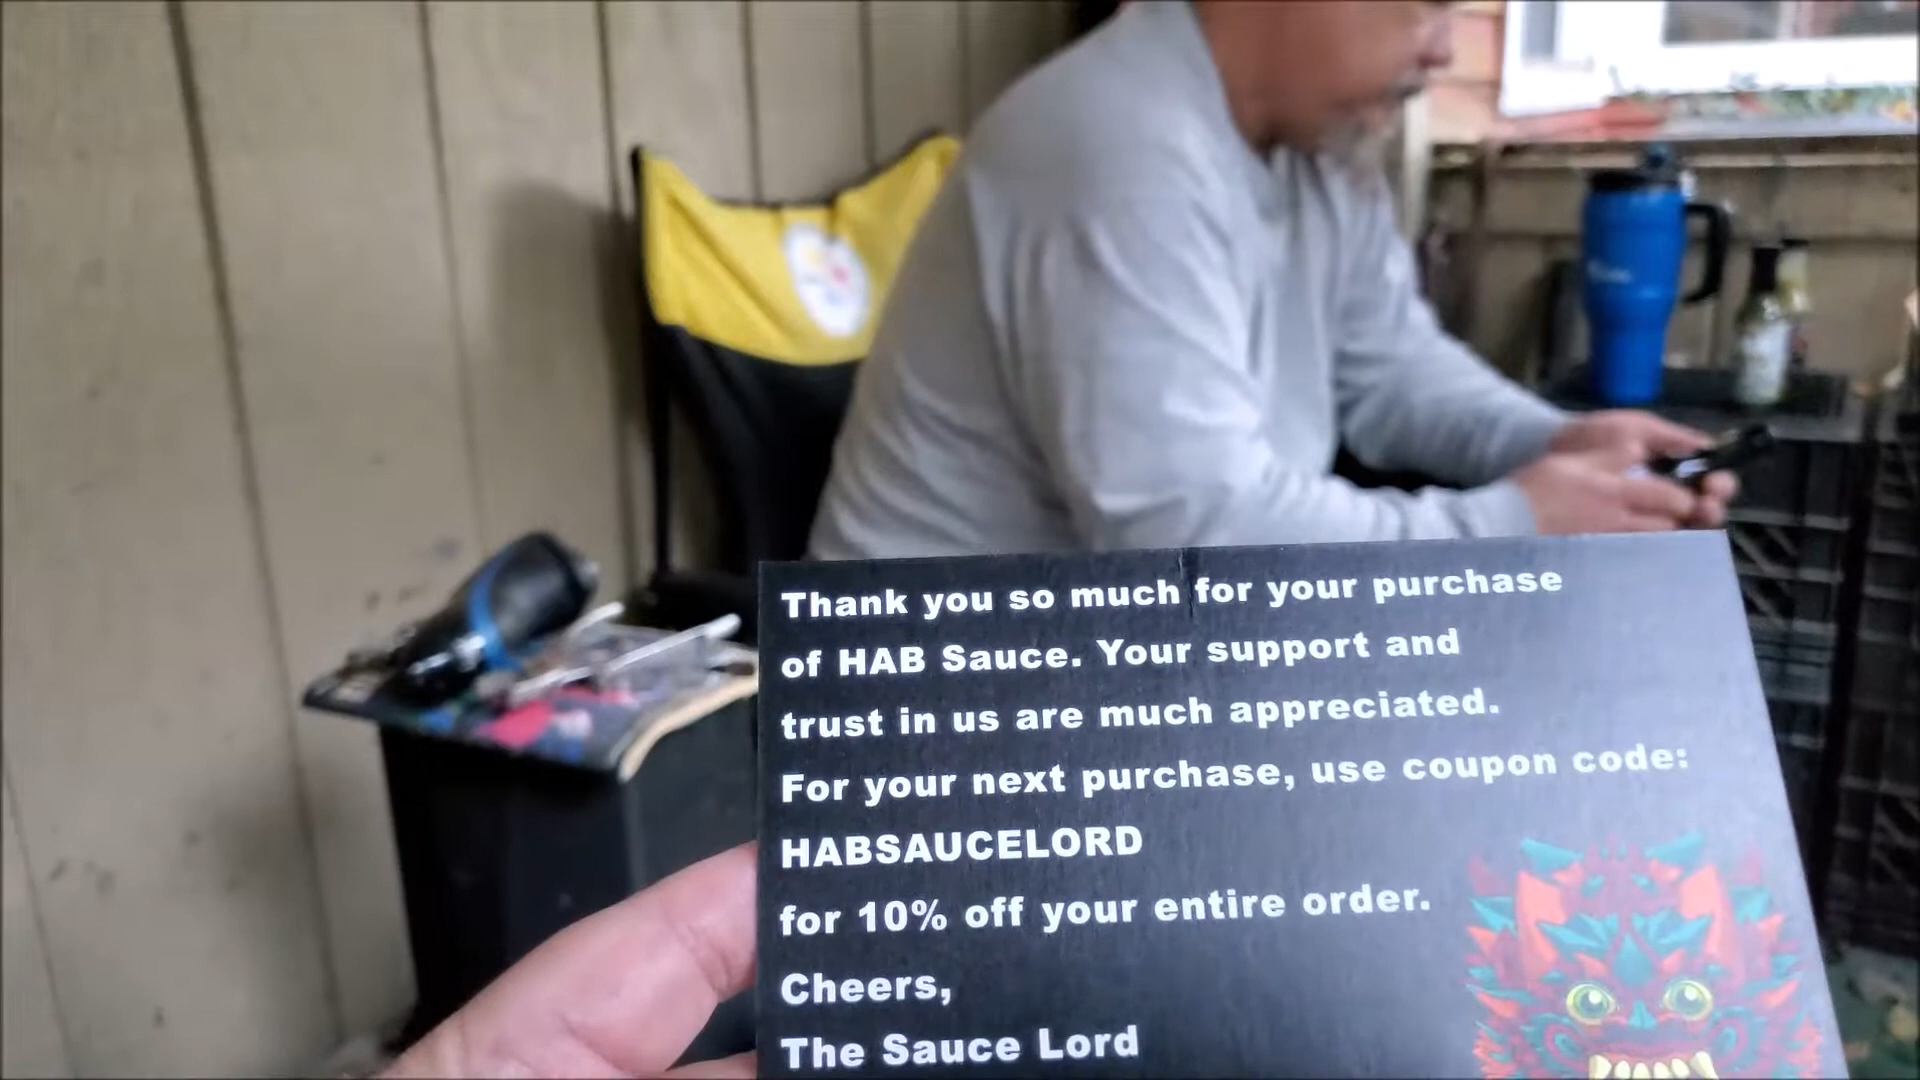 Thank you so much for your purchase
of HAB Sauce. Your support and
trust in us are much appreciated.
For your next purchase, use coupon code:
HABSAUCELORD
for 10% off your entire order.
Cheers,
The Sauce Lord